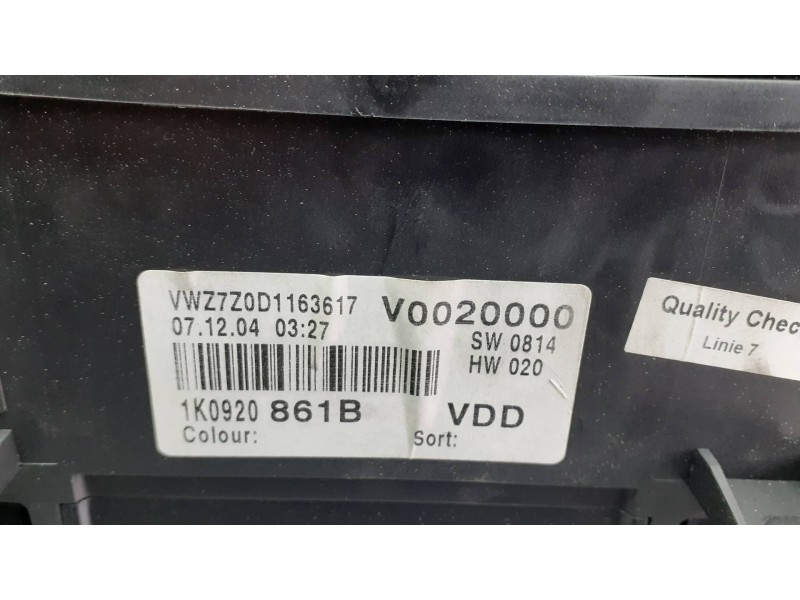 VWZ7Z0D1163617 V0020000
07.12.04 03:27 SW 0814
HW 020
1K0920 861B VDD
Colour: Sort:
Quality Chec
Linie 7